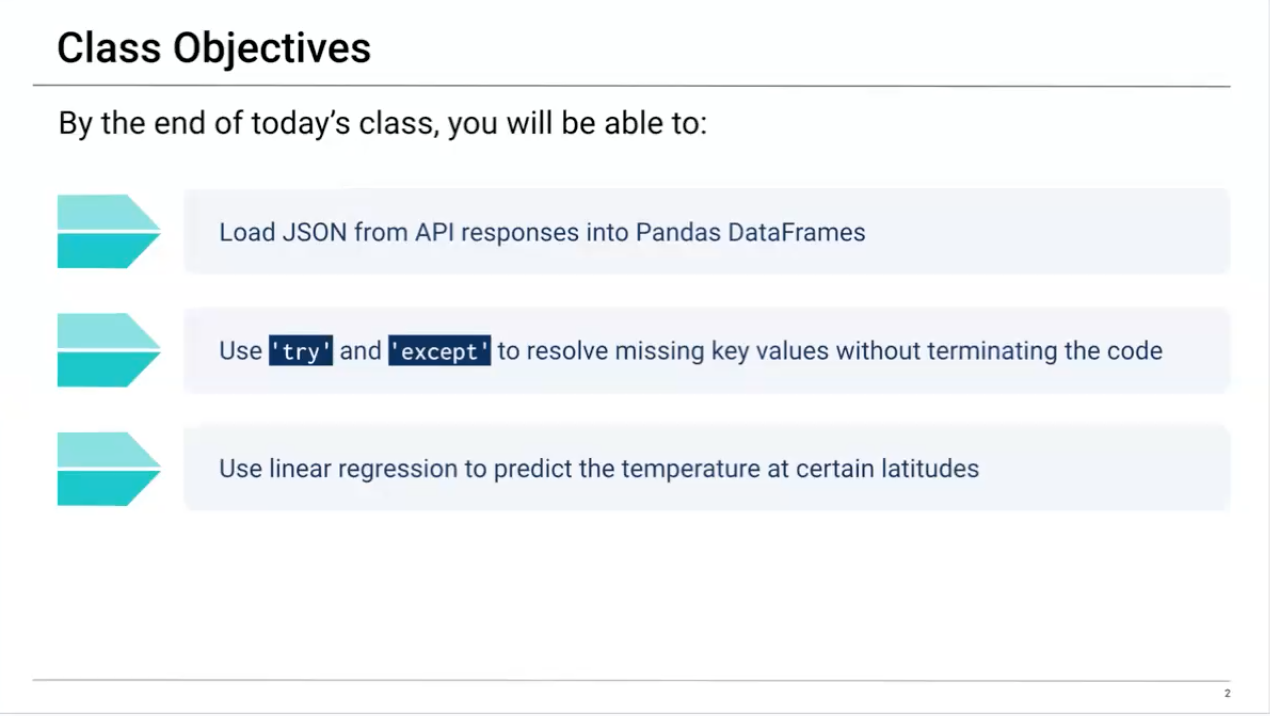 Class Objectives
By the end of today’s class, you will be able to:
Load JSON from API responses into Pandas DataFrames
Use 'try' and 'except' to resolve missing key values without terminating the code
Use linear regression to predict the temperature at certain latitudes
2